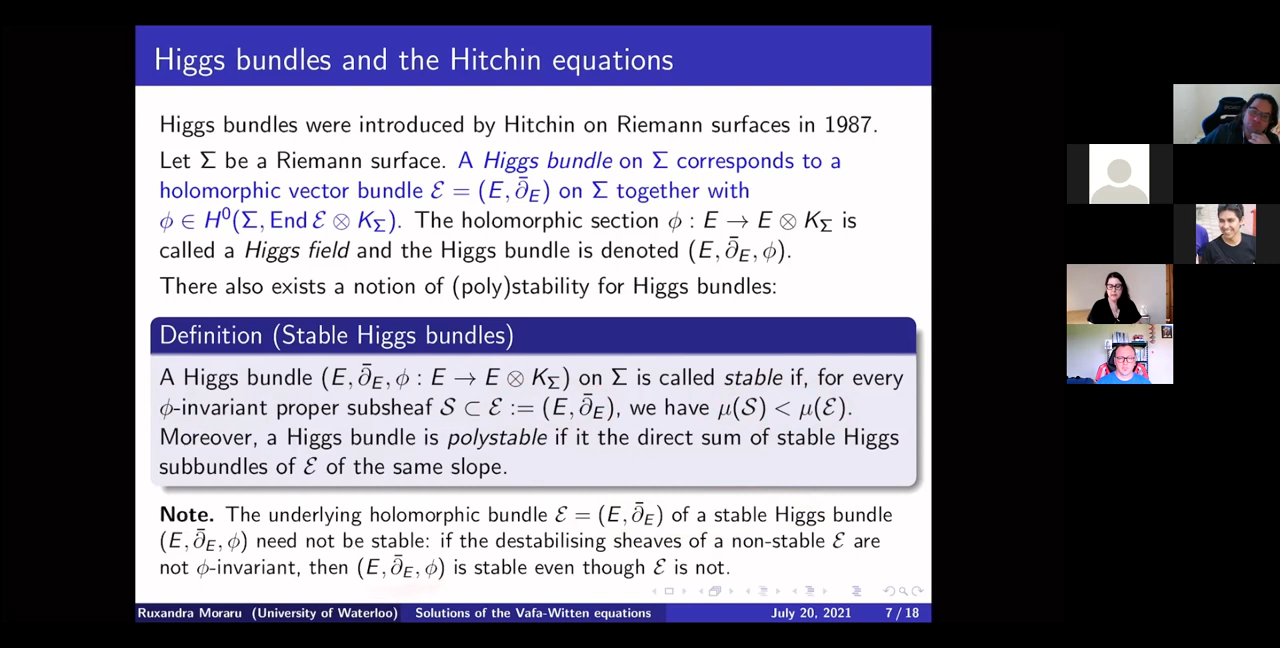 Higgs bundles and the Hitchin equations
Higgs bundles were introduced by Hitchin on Riemann surfaces in 1987.
Let Σ be a Riemann surface. A Higgs bundle on Σ corresponds to a
holomorphic vector bundle ℰ = (E, ∂̄_E) on Σ together with
ϕ ∈ H⁰(Σ, End ℰ ⊗ K_Σ). The holomorphic section ϕ : E → E ⊗ K_Σ is
called a Higgs field and the Higgs bundle is denoted (E, ∂̄_E, ϕ).
There also exists a notion of (poly)stability for Higgs bundles:
Definition (Stable Higgs bundles)
A Higgs bundle (E, ∂̄_E, ϕ : E → E ⊗ K_Σ) on Σ is called stable if, for every
ϕ-invariant proper subsheaf 𝒮 ⊂ ℰ := (E, ∂̄_E), we have μ(𝒮) < μ(ℰ).
Moreover, a Higgs bundle is polystable if it the direct sum of stable Higgs
subbundles of ℰ of the same slope.
Note. The underlying holomorphic bundle ℰ = (E, ∂̄_E) of a stable Higgs bundle
(E, ∂̄_E, ϕ) need not be stable: if the destabilising sheaves of a non-stable ℰ are
not ϕ-invariant, then (E, ∂̄_E, ϕ) is stable even though ℰ is not.
Ruxandra Moraru (University of Waterloo) Solutions of the Vafa-Witten equations July 20, 2021 7 / 18